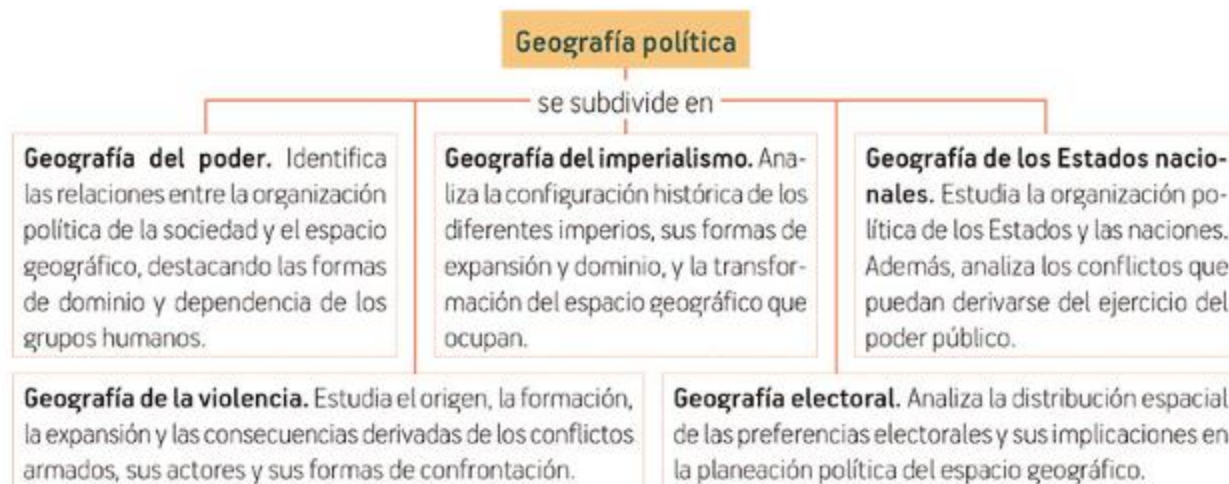 Geografía política
se subdivide en
Geografía del poder. Identifica
las relaciones entre la organización
política de la sociedad y el espacio
geográfico, destacando las formas
de dominio y dependencia de los
grupos humanos.
Geografía del imperialismo. Ana-
liza la configuración histórica de los
diferentes imperios, sus formas de
expansión y dominio, y la transfor-
mación del espacio geográfico que
ocupan.
Geografía de los Estados nacio-
nales. Estudia la organización po-
lítica de los Estados y las naciones.
Además, analiza los conflictos que
puedan derivarse del ejercicio del
poder público.
Geografía de la violencia. Estudia el origen, la formación,
la expansión y las consecuencias derivadas de los conflictos
armados, sus actores y sus formas de confrontación.
Geografía electoral. Analiza la distribución espacial
de las preferencias electorales y sus implicaciones en
la planeación política del espacio geográfico.